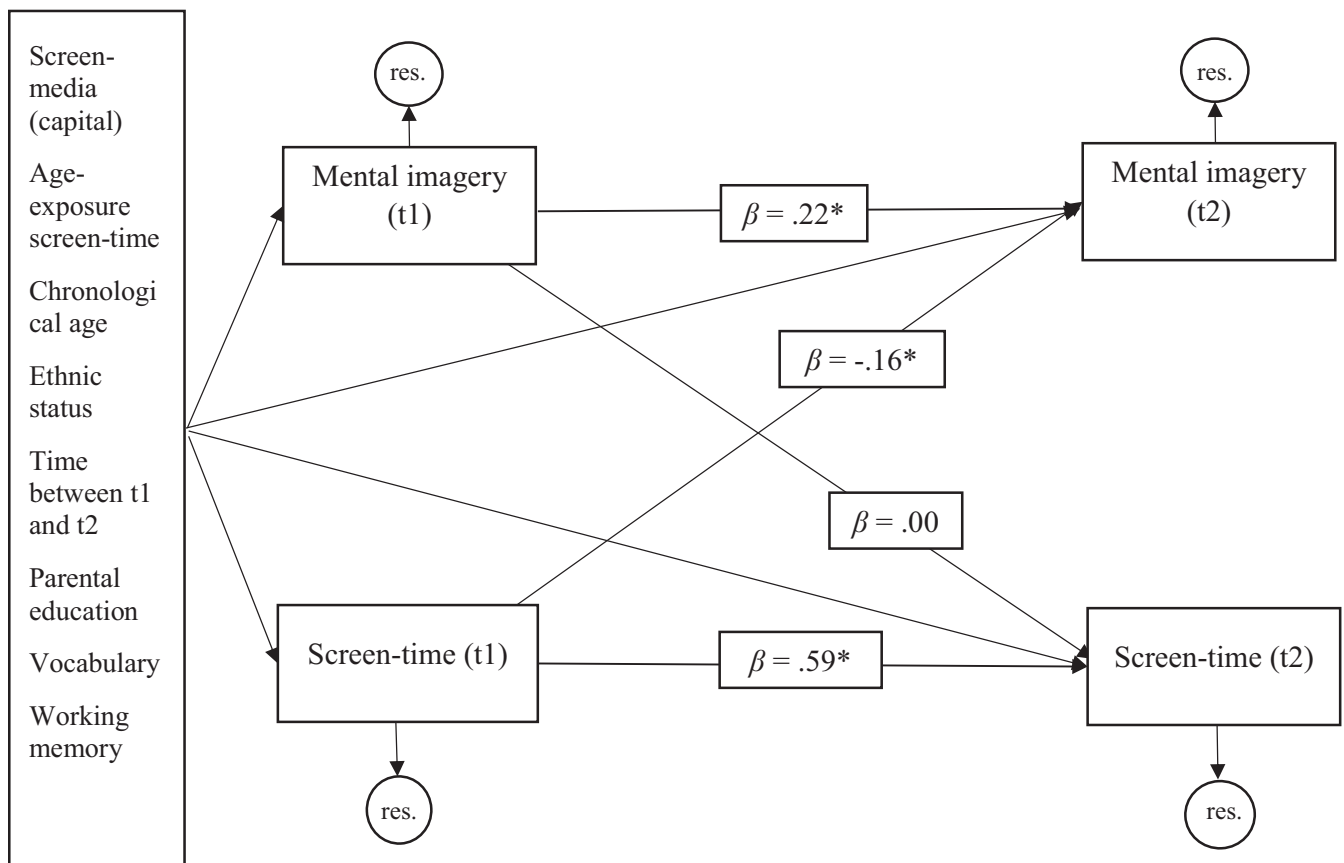 Screen-
media
(capital)
Age-
exposure
screen-time
Chronologi
cal age
Ethnic
status
Time
between t1
and t2
Parental
education
Vocabulary
Working
memory
res.
Mental imagery
(t1)
β = .22*
res.
Mental imagery
(t2)
β = -.16*
β = .00
Screen-time (t1)
β = .59*
Screen-time (t2)
res.
res.